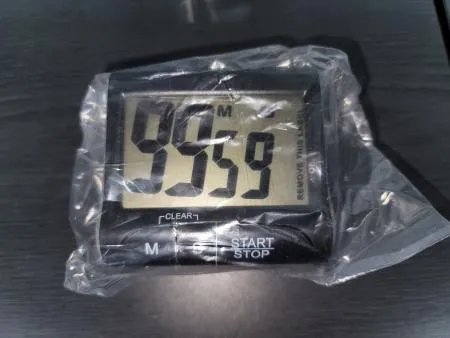 M S
99 59
REMOVE THIS LABEL
CLEAR
M S START
STOP